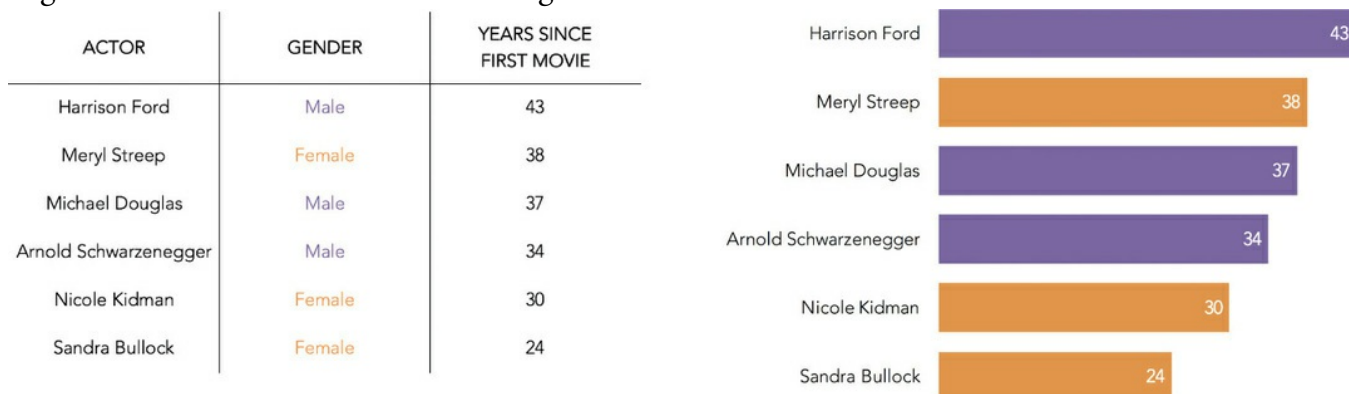 ACTOR GENDER YEARS SINCE
FIRST MOVIE
Harrison Ford Male 43
Meryl Streep Female 38
Michael Douglas Male 37
Arnold Schwarzenegger Male 34
Nicole Kidman Female 30
Sandra Bullock Female 24
Harrison Ford 43
Meryl Streep 38
Michael Douglas 37
Arnold Schwarzenegger 34
Nicole Kidman 30
Sandra Bullock 24